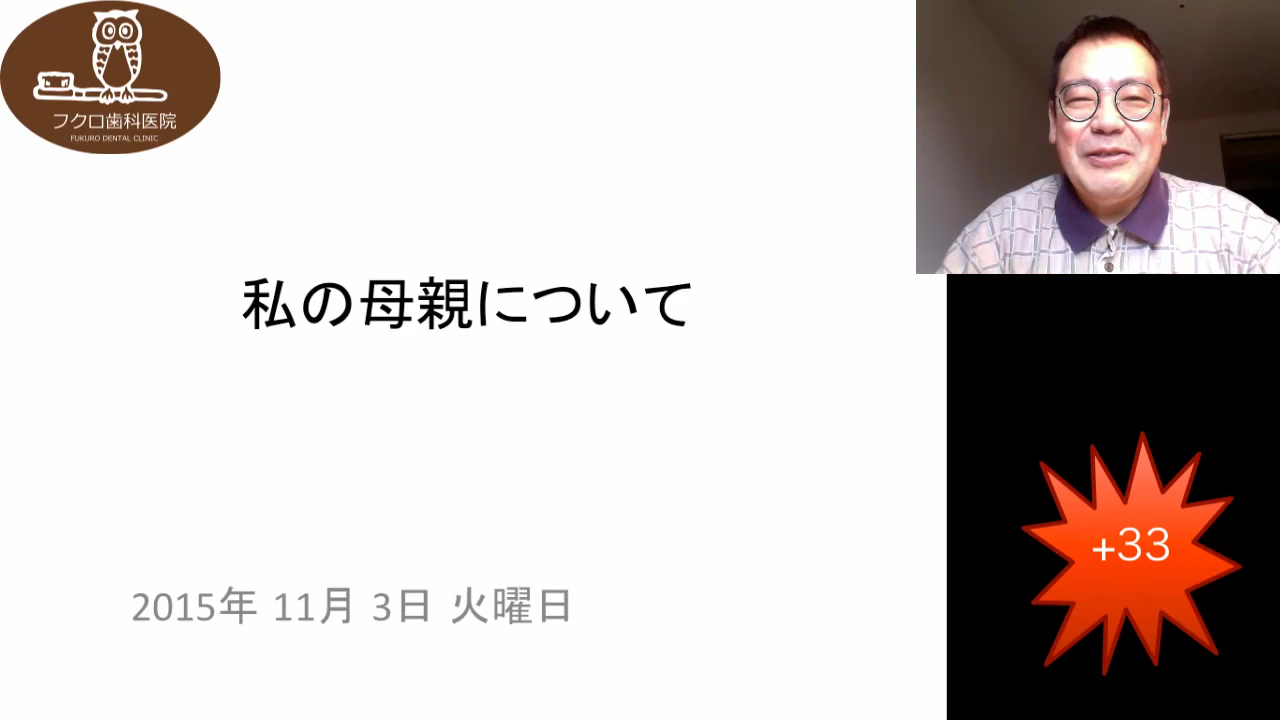 フクロ歯科医院
FUKURO DENTAL CLINIC
私の母親について
2015年 11月 3日 火曜日
+33